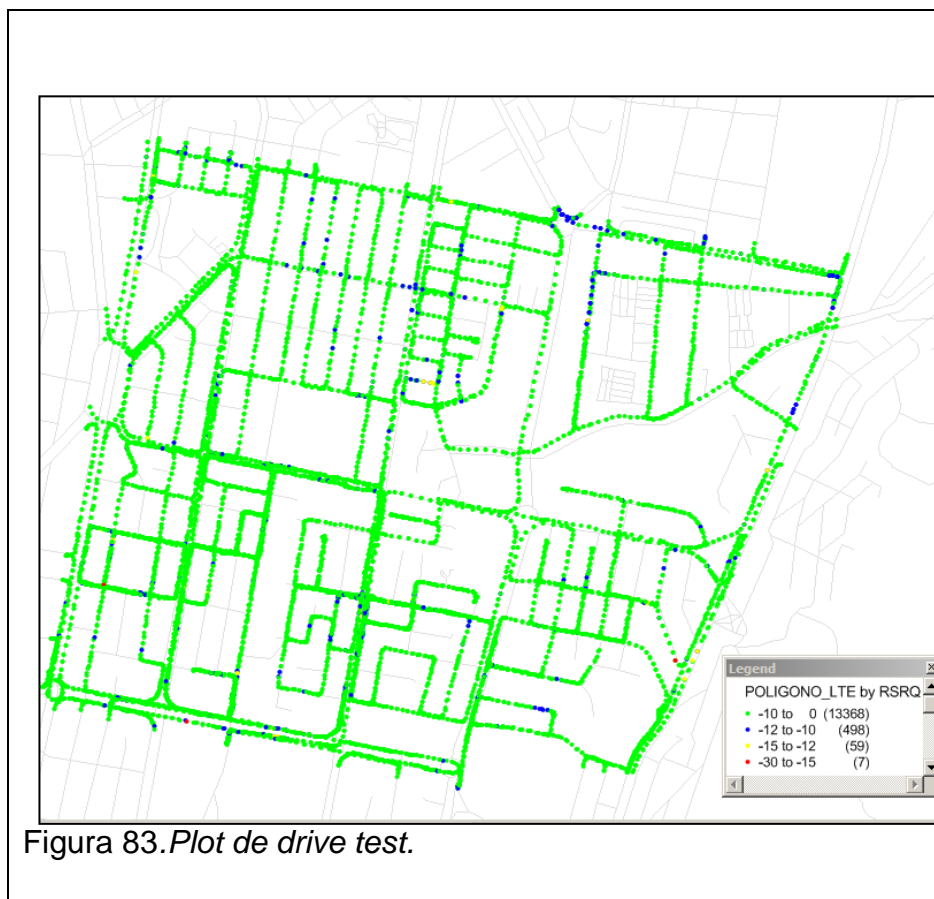 Legend
POLIGONO_LTE by RSRQ
-10 to 0 (13368)
-12 to -10 (498)
-15 to -12 (59)
-30 to -15 (7)
Figura 83.Plot de drive test.